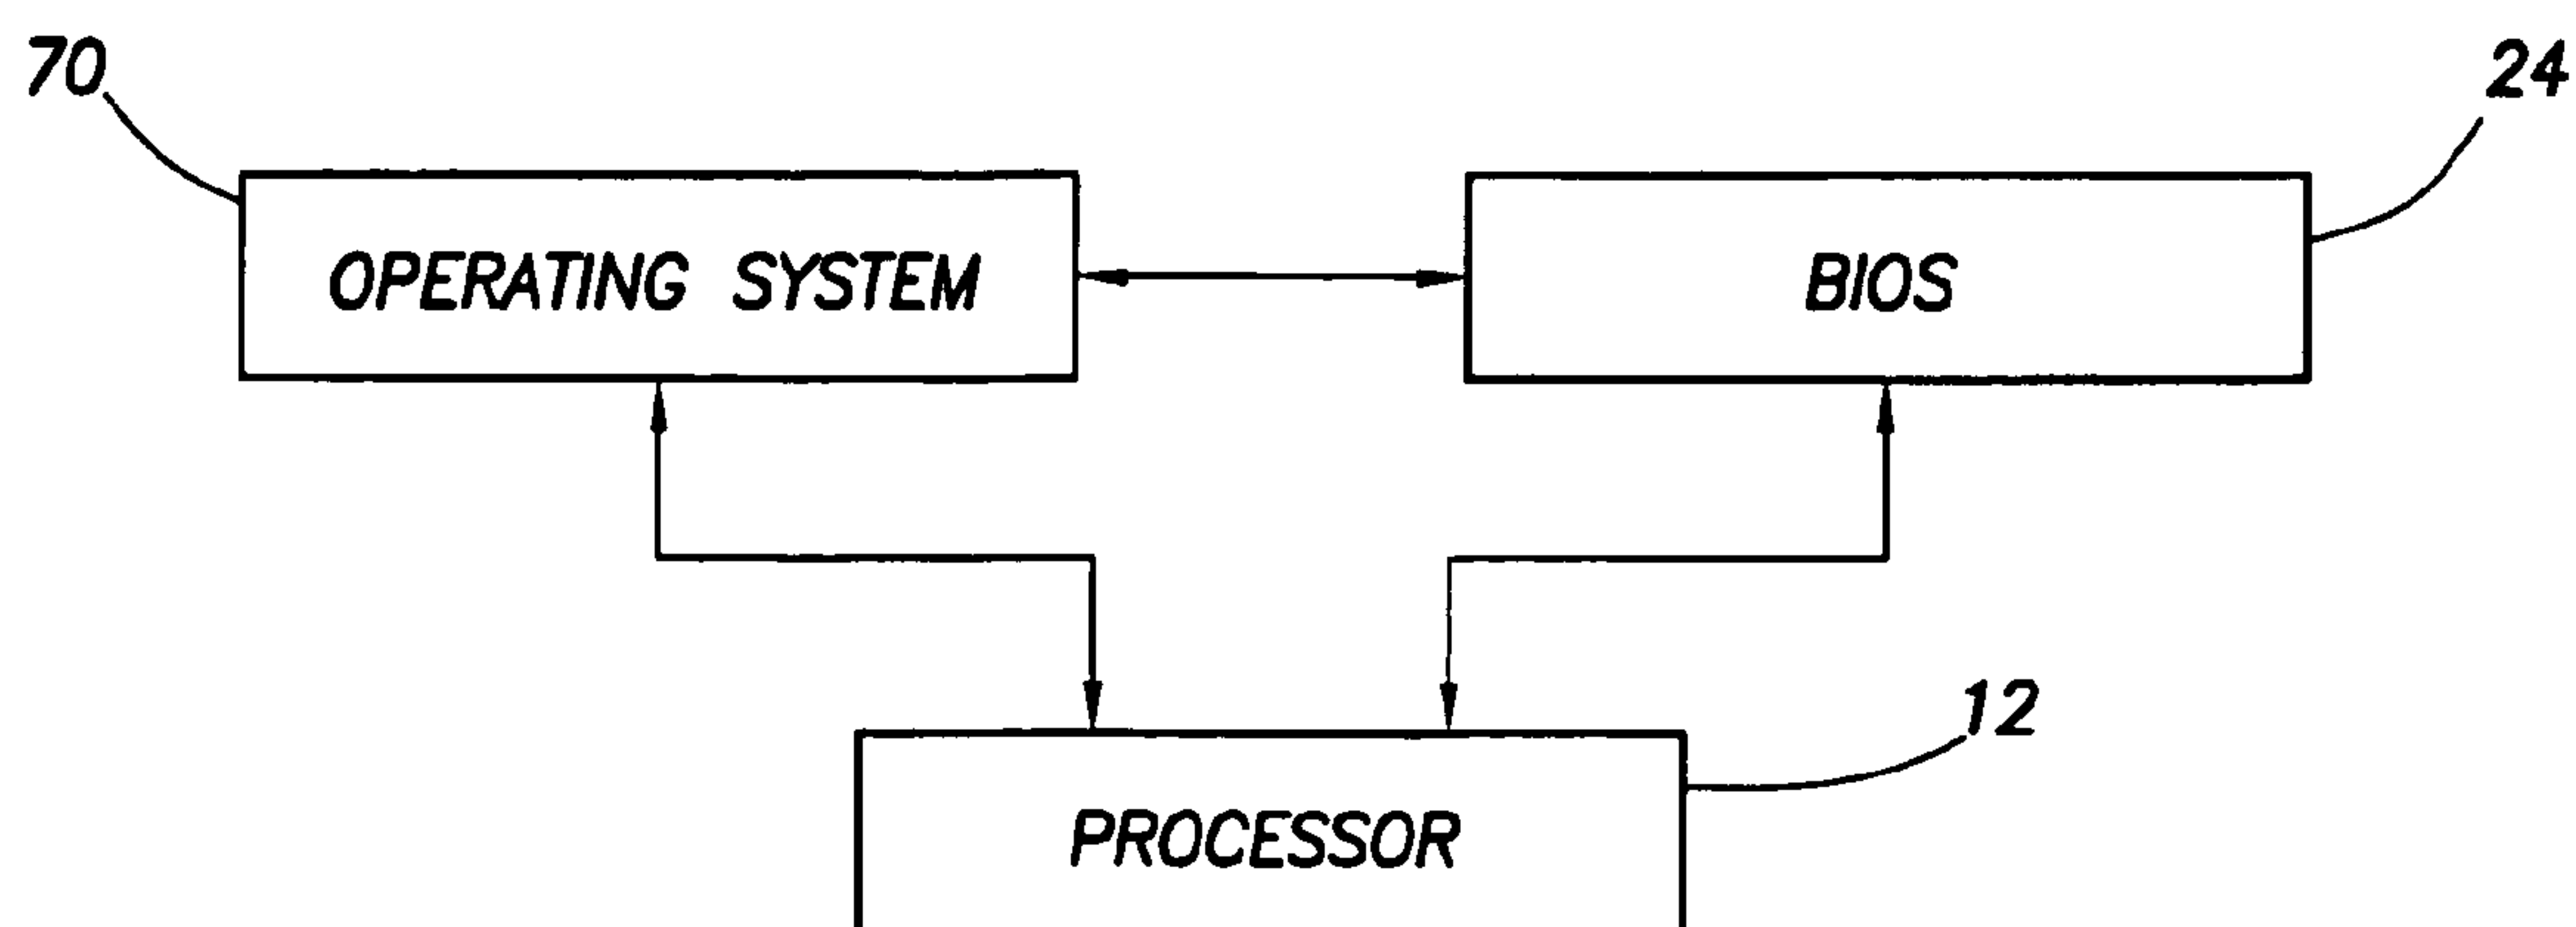 70
24
OPERATING SYSTEM
BIOS
12
PROCESSOR